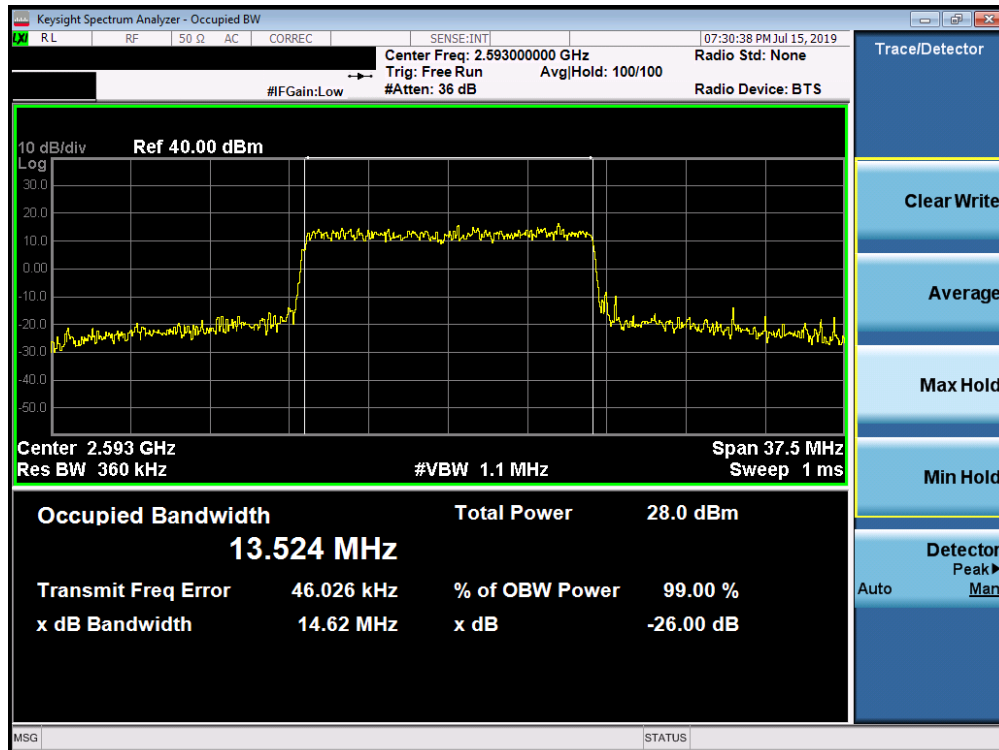 Keysight Spectrum Analyzer - Occupied BW
LXI RL RF 50 Ω AC CORREC SENSE:INT 07:30:38 PM Jul 15, 2019
Center Freq: 2.593000000 GHz Radio Std: None
Trig: Free Run Avg|Hold: 100/100
#IFGain:Low #Atten: 36 dB Radio Device: BTS
Trace/Detector
10 dB/div Ref 40.00 dBm
Log
30.0
20.0
10.0
0.00
-10.0
-20.0
-30.0
-40.0
-50.0
Center 2.593 GHz Span 37.5 MHz
Res BW 360 kHz #VBW 1.1 MHz Sweep 1 ms
Occupied Bandwidth Total Power 28.0 dBm
13.524 MHz
Transmit Freq Error 46.026 kHz % of OBW Power 99.00 %
x dB Bandwidth 14.62 MHz x dB -26.00 dB
Clear Write
Average
Max Hold
Min Hold
Detector
Peak▶
Auto Man
MSG STATUS